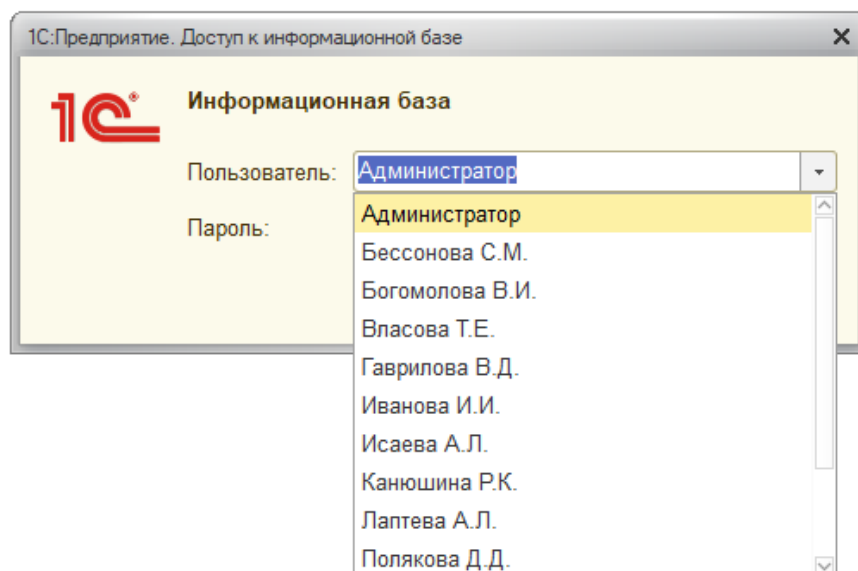 1С:Предприятие. Доступ к информационной базе
1С
Информационная база
Пользователь: Администратор
Пароль:
Администратор
Бессонова С.М.
Богомолова В.И.
Власова Т.Е.
Гаврилова В.Д.
Иванова И.И.
Исаева А.Л.
Канюшина Р.К.
Лаптева А.Л.
Полякова Д.Д.